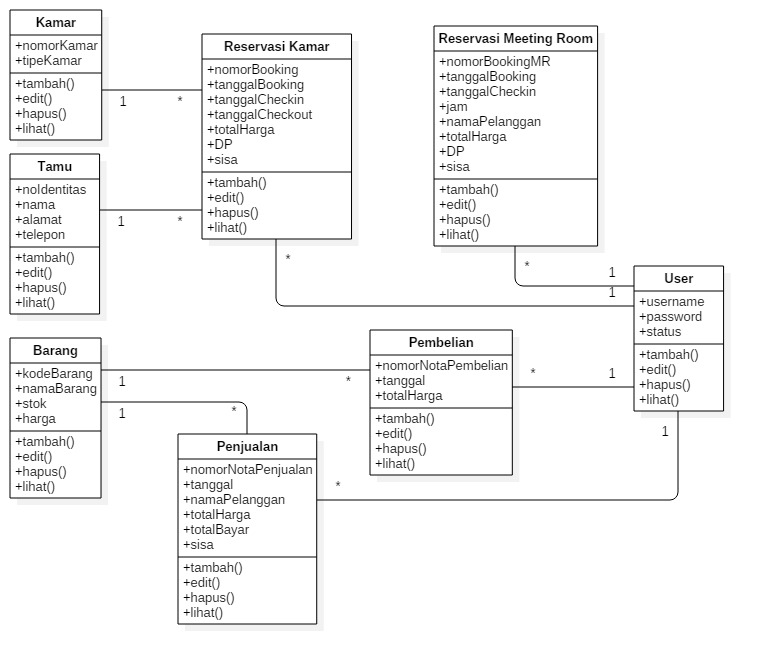 Kamar
+nomorKamar
+tipeKamar
+tambah()
+edit()
+hapus()
+lihat()
1
*
Reservasi Kamar
+nomorBooking
+tanggalBooking
+tanggalCheckin
+tanggalCheckout
+totalHarga
+DP
+sisa
+tambah()
+edit()
+hapus()
+lihat()
Reservasi Meeting Room
+nomorBookingMR
+tanggalBooking
+tanggalCheckin
+jam
+namaPelanggan
+totalHarga
+DP
+sisa
+tambah()
+edit()
+hapus()
+lihat()
Tamu
+noIdentitas
+nama
+alamat
+telepon
+tambah()
+edit()
+hapus()
+lihat()
1
*
*
*
1
1
User
+username
+password
+status
+tambah()
+edit()
+hapus()
+lihat()
Barang
+kodeBarang
+namaBarang
+stok
+harga
+tambah()
+edit()
+hapus()
+lihat()
1
*
1
*
Pembelian
+nomorNotaPembelian
+tanggal
+totalHarga
+tambah()
+edit()
+hapus()
+lihat()
*
1
Penjualan
+nomorNotaPenjualan
+tanggal
+namaPelanggan
+totalHarga
+totalBayar
+sisa
+tambah()
+edit()
+hapus()
+lihat()
*
1